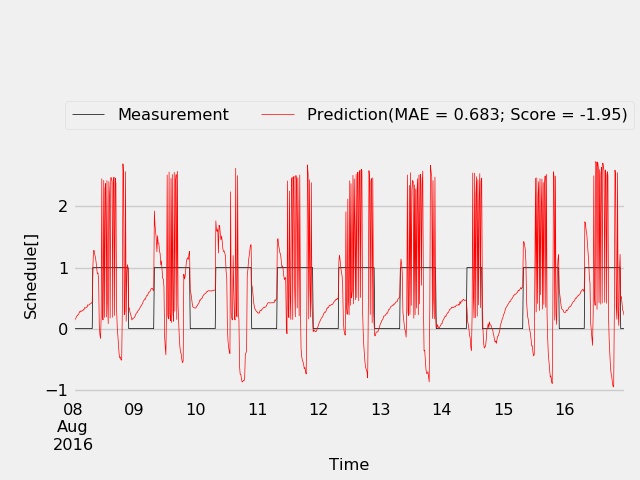 Measurement
Prediction(MAE = 0.683; Score = -1.95)
Schedule[]
2
1
0
−1
08 09 10 11 12 13 14 15 16
Aug
2016
Time